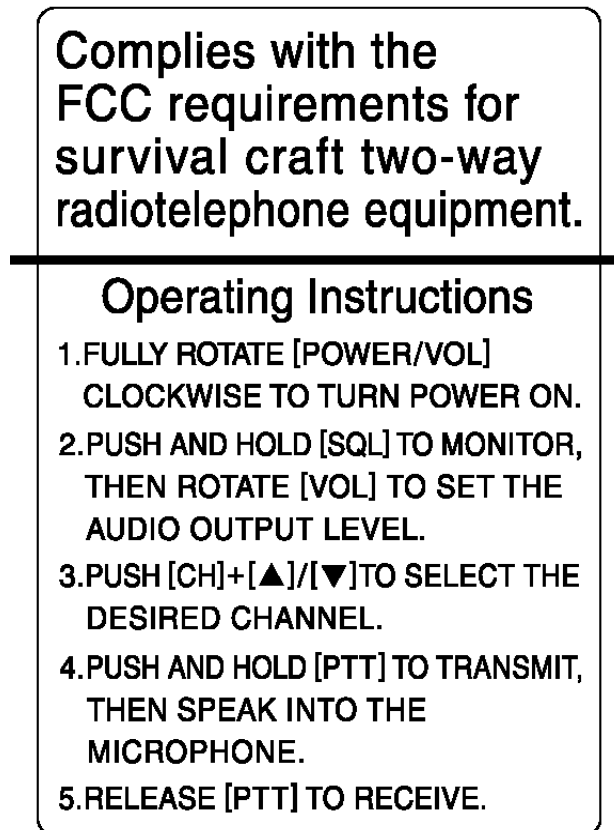 Complies with the
FCC requirements for
survival craft two-way
radiotelephone equipment.
Operating Instructions
1.FULLY ROTATE [POWER/VOL]
CLOCKWISE TO TURN POWER ON.
2.PUSH AND HOLD [SQL] TO MONITOR,
THEN ROTATE [VOL] TO SET THE
AUDIO OUTPUT LEVEL.
3.PUSH [CH]+[▲]/[▼]TO SELECT THE
DESIRED CHANNEL.
4.PUSH AND HOLD [PTT] TO TRANSMIT,
THEN SPEAK INTO THE
MICROPHONE.
5.RELEASE [PTT] TO RECEIVE.